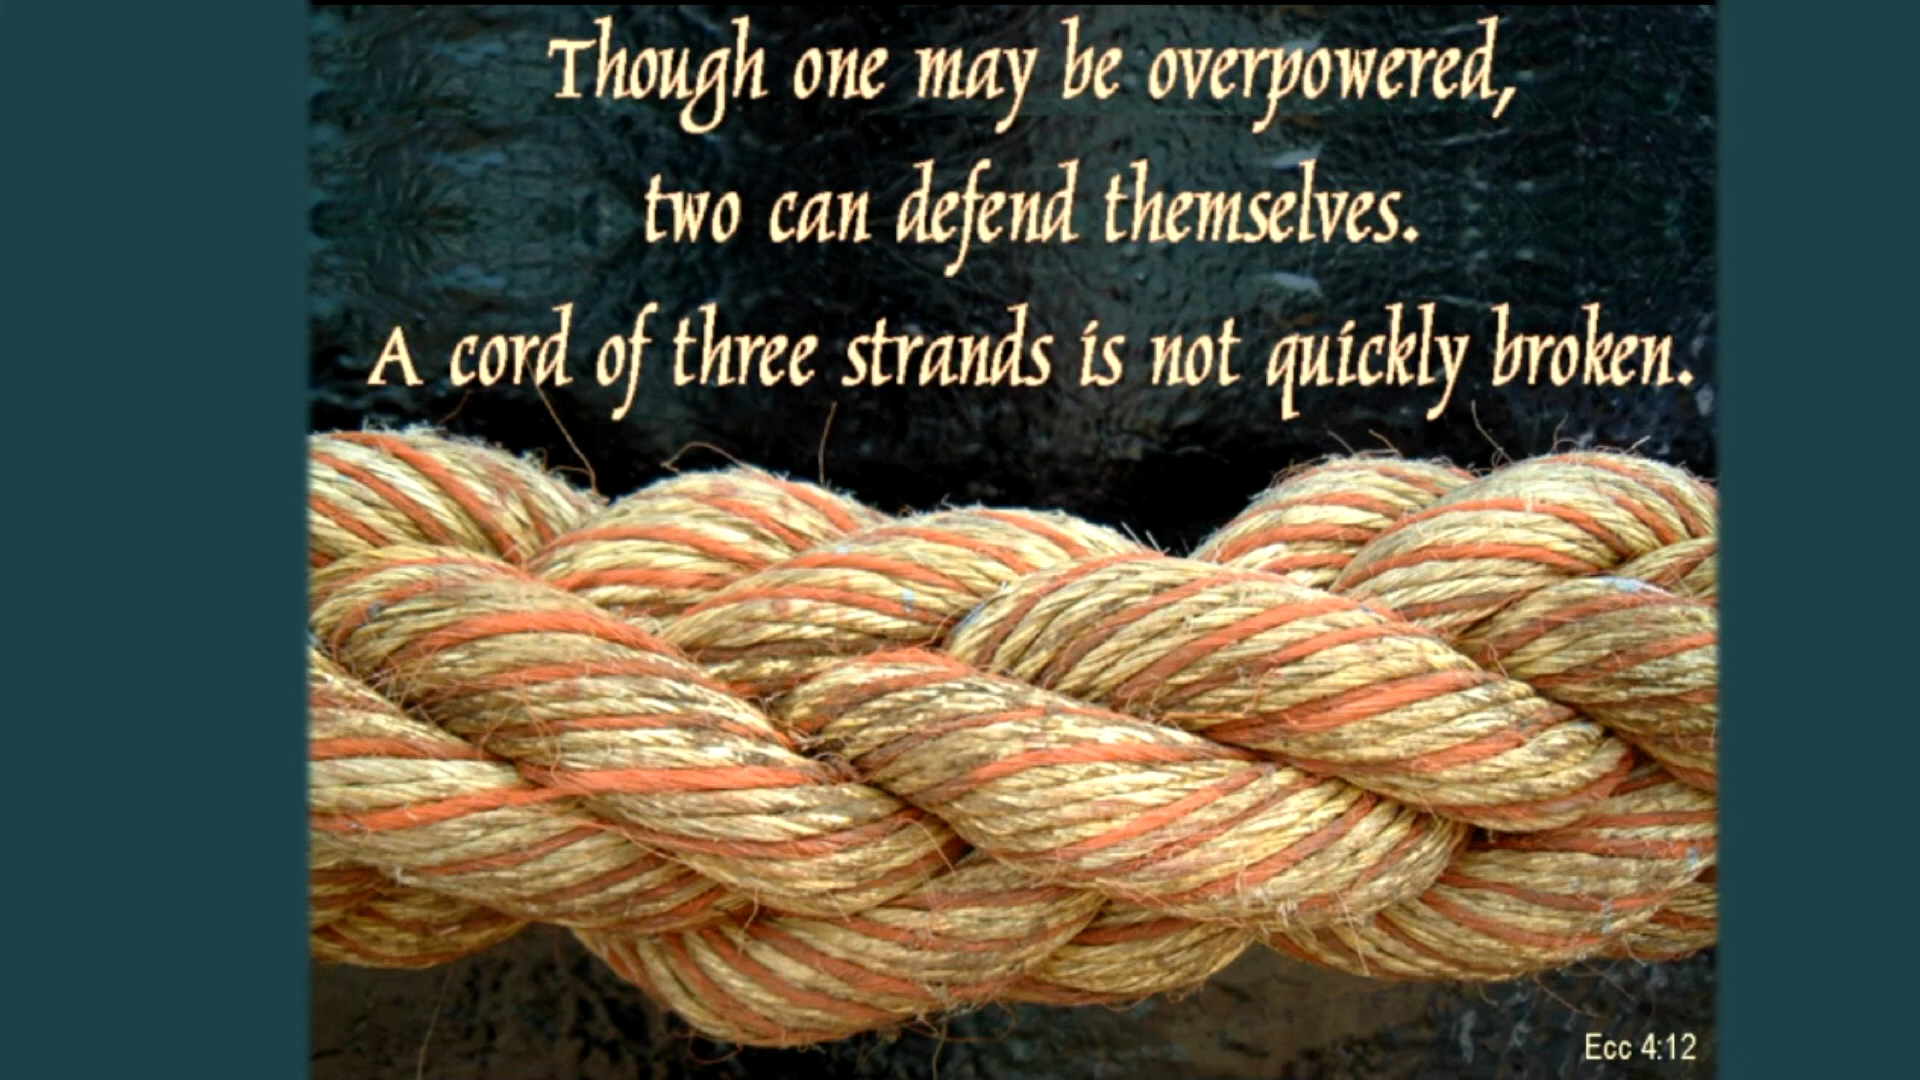 Though one may be overpowered,
two can defend themselves.
A cord of three strands is not quickly broken.
Ecc 4:12